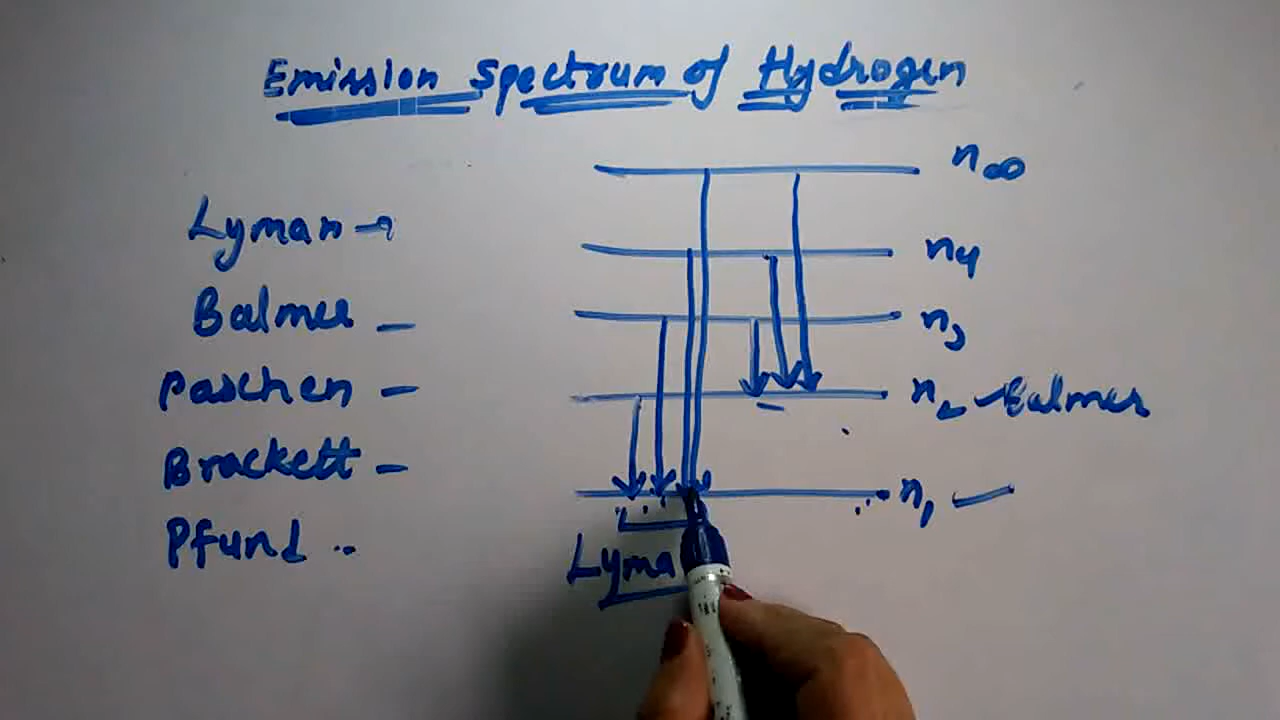 Emission Spectrum of Hydrogen
n∞
Lyman →
n4
Balmer –
n3
Paschen –
n2 – Balmer
Brackett –
n1
Pfund ..
Lyma